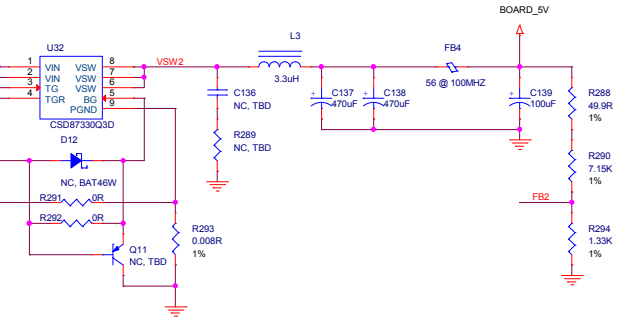 BOARD_5V
L3
U32
FB4
1 VIN VSW 8
VSW2
2 VIN VSW 7
3 TG VSW 6
4 TGR BG 5
PGND 9
CSD87330Q3D
3.3uH
56 @ 100MHZ
C136
NC, TBD
C137
470uF
C138
470uF
C139
100uF
R288
49.9R
1%
R289
NC, TBD
D12
NC, BAT46W
R290
7.15K
1%
R291 0R
FB2
R292 0R
R293
0.008R
1%
R294
1.33K
1%
Q11
NC, TBD